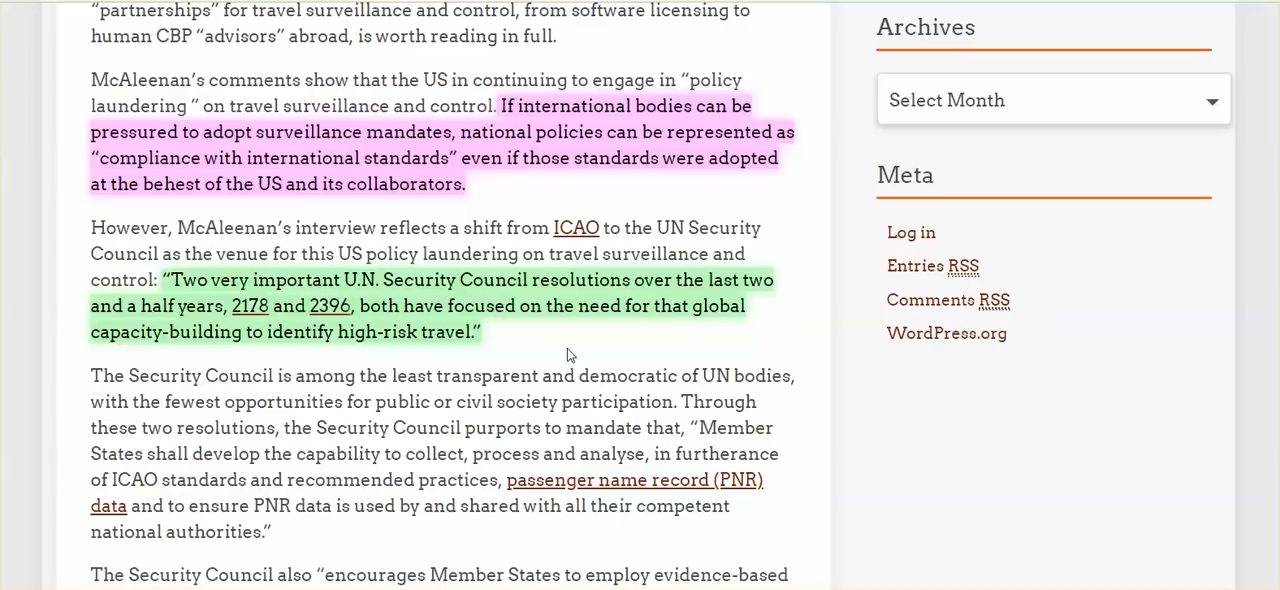 “partnerships” for travel surveillance and control, from software licensing to
human CBP “advisors” abroad, is worth reading in full.
McAleenan’s comments show that the US in continuing to engage in “policy
laundering ” on travel surveillance and control. If international bodies can be
pressured to adopt surveillance mandates, national policies can be represented as
“compliance with international standards” even if those standards were adopted
at the behest of the US and its collaborators.
However, McAleenan’s interview reflects a shift from ICAO to the UN Security
Council as the venue for this US policy laundering on travel surveillance and
control: “Two very important U.N. Security Council resolutions over the last two
and a half years, 2178 and 2396, both have focused on the need for that global
capacity-building to identify high-risk travel.”
The Security Council is among the least transparent and democratic of UN bodies,
with the fewest opportunities for public or civil society participation. Through
these two resolutions, the Security Council purports to mandate that, “Member
States shall develop the capability to collect, process and analyse, in furtherance
of ICAO standards and recommended practices, passenger name record (PNR)
data and to ensure PNR data is used by and shared with all their competent
national authorities.”
The Security Council also “encourages Member States to employ evidence-based
Archives
Select Month
Meta
Log in
Entries RSS
Comments RSS
WordPress.org